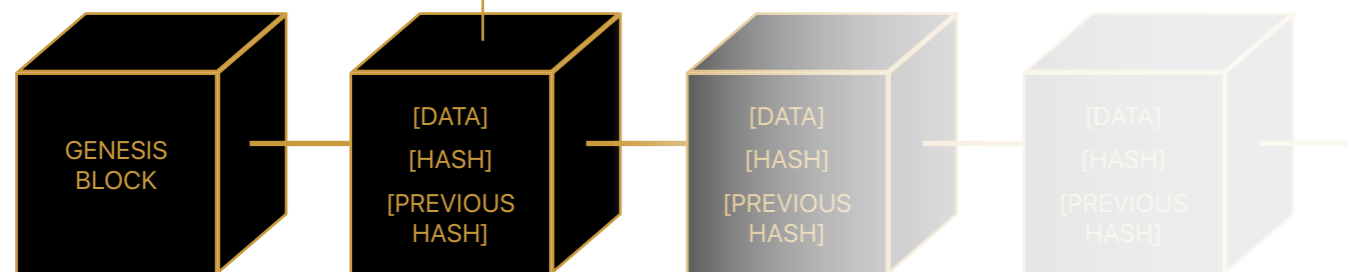 GENESIS
BLOCK
[DATA]
[HASH]
[PREVIOUS
HASH]
[DATA]
[HASH]
[PREVIOUS
HASH]
[DATA]
[HASH]
[PREVIOUS
HASH]